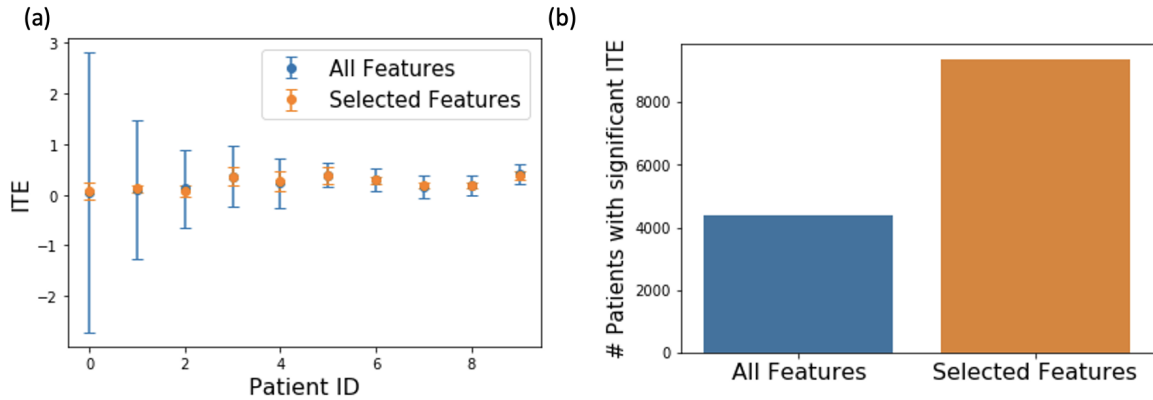 (a)
3
2
1
0
−1
−2
ITE
All Features
Selected Features
0
2
4
6
8
Patient ID
(b)
8000
6000
4000
2000
0
# Patients with significant ITE
All Features
Selected Features